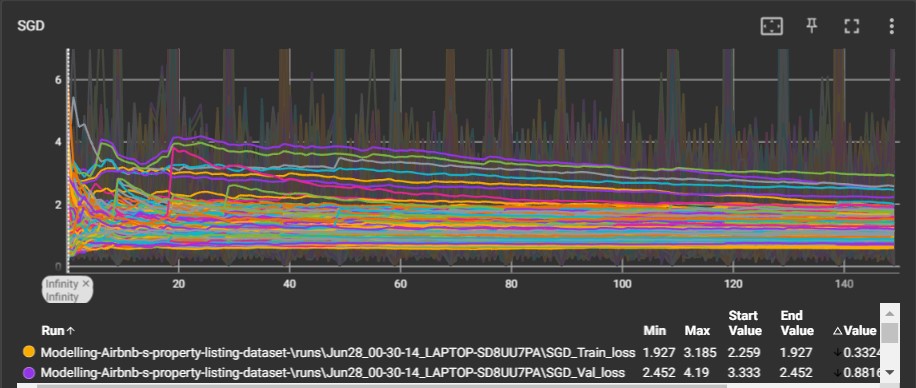 SGD
6
4
2
0
20 40 60 80 100 120 140
Infinity ×
Infinity
Run↑ Min Max Start Value End Value △Value
Modelling-Airbnb-s-property-listing-dataset-\runs\Jun28_00-30-14_LAPTOP-SD8UU7PA\SGD_Train_loss 1.927 3.185 2.259 1.927 ↓0.3324
Modelling-Airbnb-s-property-listing-dataset-\runs\Jun28_00-30-14_LAPTOP-SD8UU7PA\SGD_Val_loss 2.452 4.19 3.333 2.452 ↓0.8816